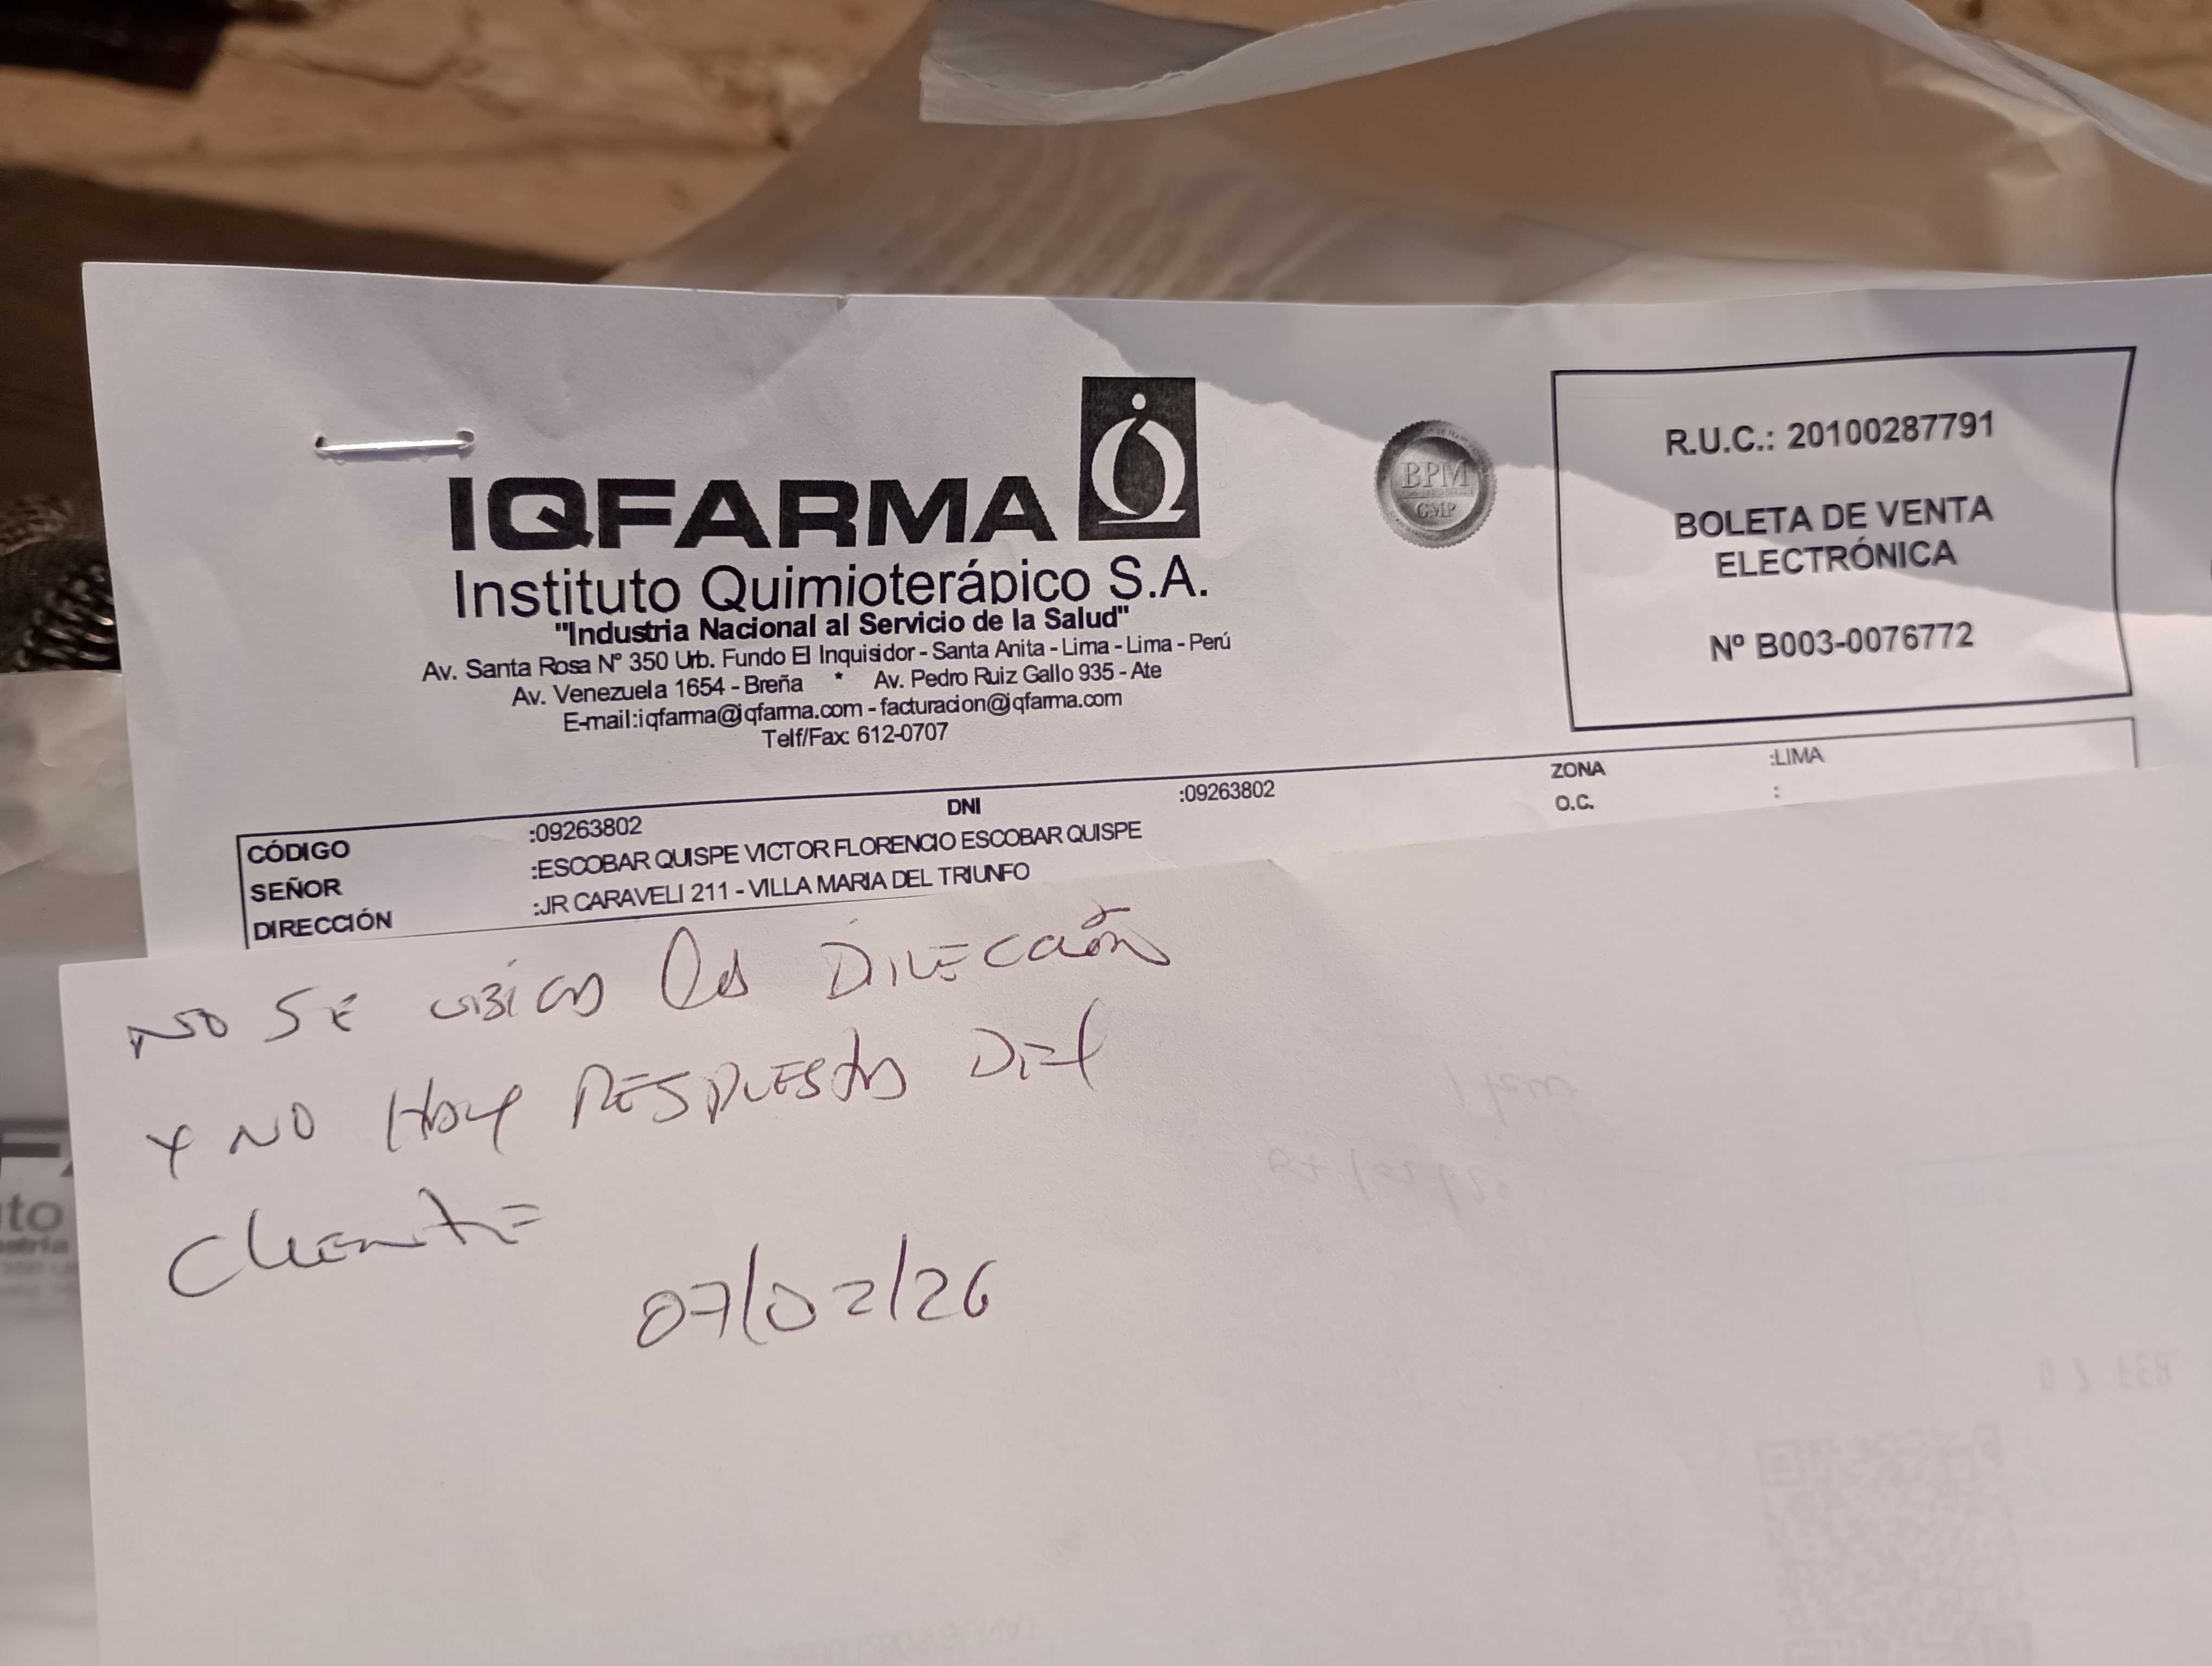 IQFARMA
Instituto Quimioterápico S.A.
"Industria Nacional al Servicio de la Salud"
Av. Santa Rosa Nº 350 Urb. Fundo El Inquisidor - Santa Anita - Lima - Lima - Perú
Av. Venezuela 1654 - Breña * Av. Pedro Ruiz Gallo 935 - Ate
E-mail:iqfarma@iqfarma.com - facturacion@iqfarma.com
Telf/Fax: 612-0707
BPM
GMP
R.U.C.: 20100287791
BOLETA DE VENTA
ELECTRÓNICA
Nº B003-0076772
CÓDIGO :09263802 DNI :09263802 ZONA :LIMA
SEÑOR :ESCOBAR QUISPE VICTOR FLORENCIO ESCOBAR QUISPE O.C. :
DIRECCIÓN :JR CARAVELI 211 - VILLA MARIA DEL TRIUNFO
NO SE UBICA la DIRECCIÓN
Y NO HAY RESPUESTA DEL
CLIENTE
07/02/26